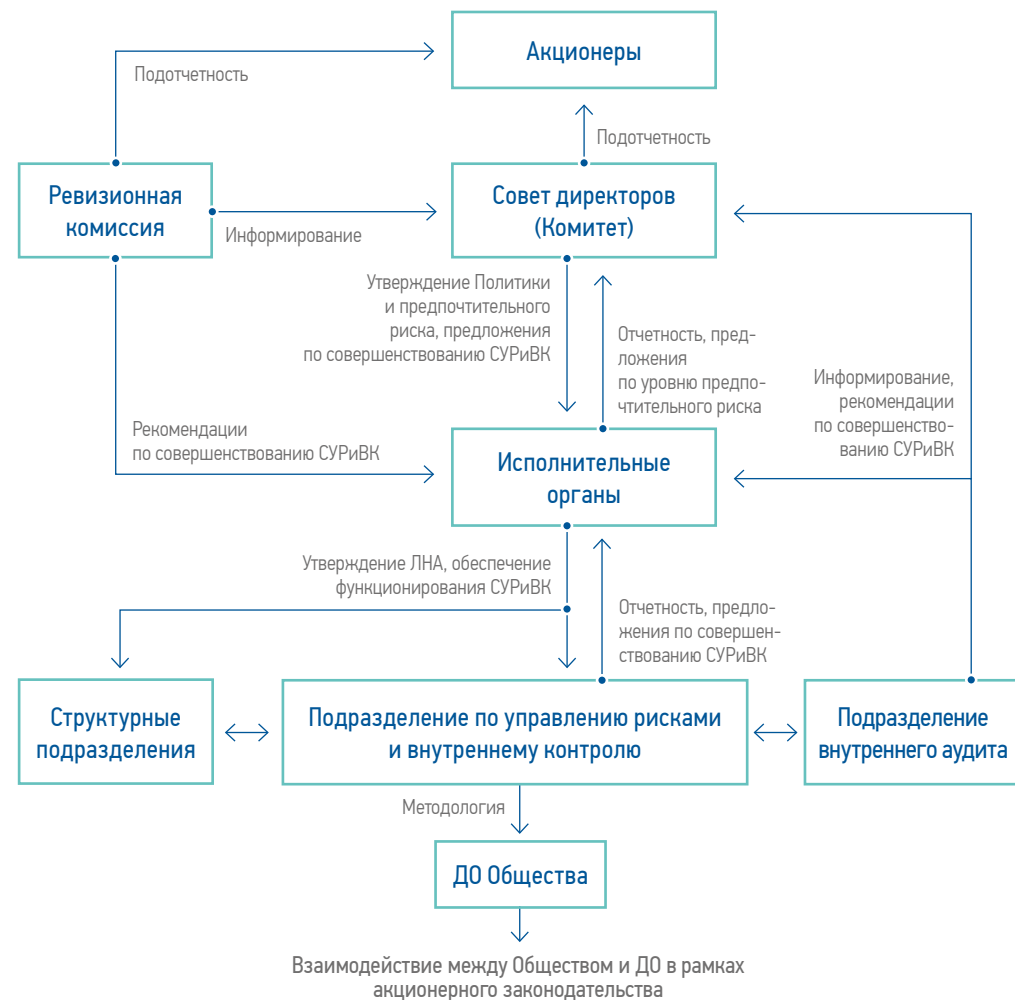 Акционеры
Подотчетность
Подотчетность
Ревизионная
комиссия
Совет директоров
(Комитет)
Информирование
Утверждение Политики
и предпочтительного
риска, предложения
по совершенствованию СУРиВК
Отчетность, пред-
ложения
по уровню предпо-
чтительного риска
Информирование,
рекомендации
по совершенство-
ванию СУРиВК
Рекомендации
по совершенствованию СУРиВК
Исполнительные
органы
Утверждение ЛНА, обеспечение
функционирования СУРиВК
Отчетность, предло-
жения по совершен-
ствованию СУРиВК
Структурные
подразделения
Подразделение по управлению рисками
и внутреннему контролю
Подразделение
внутреннего аудита
Методология
ДО Общества
Взаимодействие между Обществом и ДО в рамках
акционерного законодательства